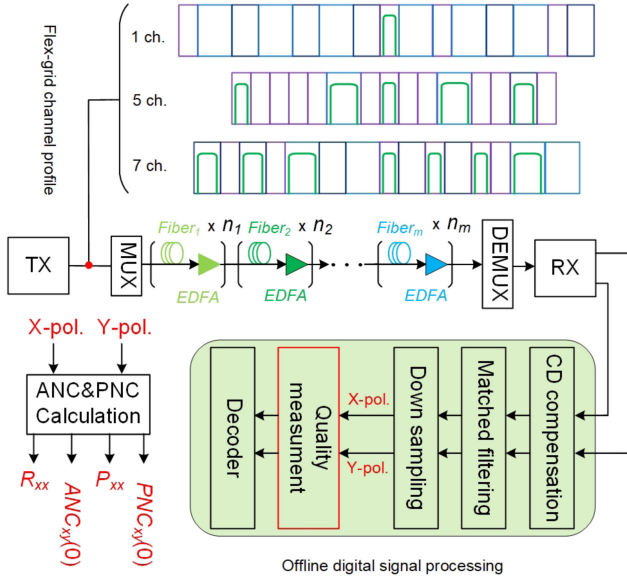 Flex-grid channel profile
1 ch.
5 ch.
7 ch.
TX
MUX
Fiber1 × n1
EDFA
Fiber2 × n2
EDFA
. . .
Fiberm × nm
EDFA
DEMUX
RX
X-pol. Y-pol.
ANC&PNC
Calculation
Rxx
ANCxy(0)
Pxx
PNCxy(0)
Decoder
Quality
measument
X-pol.
Y-pol.
Down sampling
Matched filtering
CD compensation
Offline digital signal processing